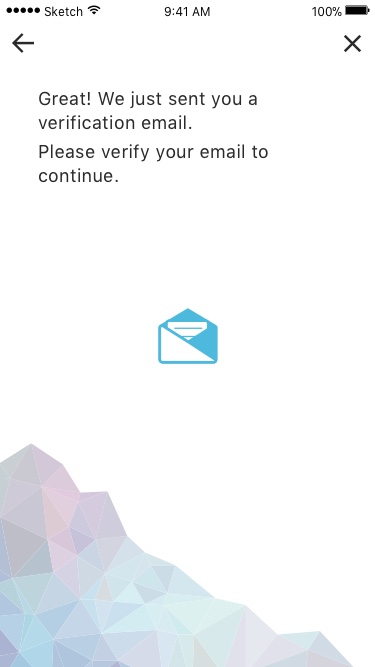 Sketch 9:41 AM 100%
Great! We just sent you a
verification email.
Please verify your email to
continue.